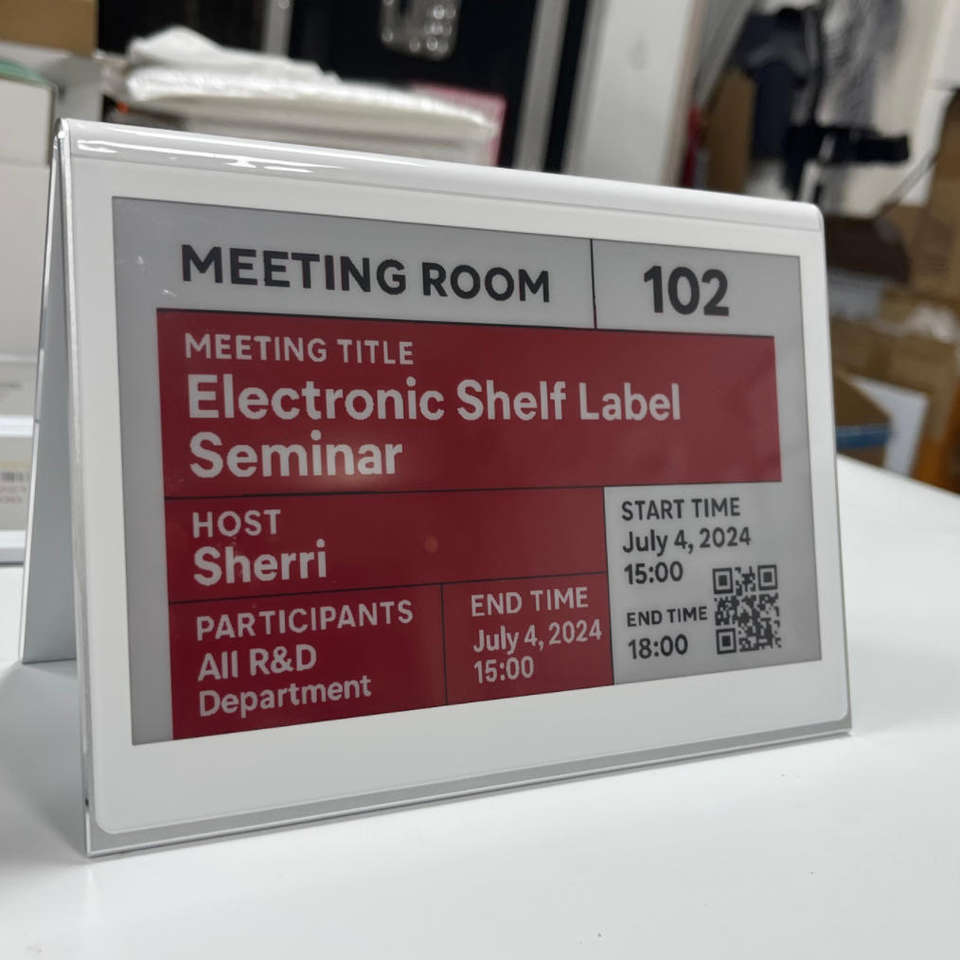 MEETING ROOM
102
MEETING TITLE
Electronic Shelf Label
Seminar
HOST
Sherri
PARTICIPANTS
All R&D
Department
END TIME
July 4, 2024
15:00
START TIME
July 4, 2024
15:00
END TIME
18:00